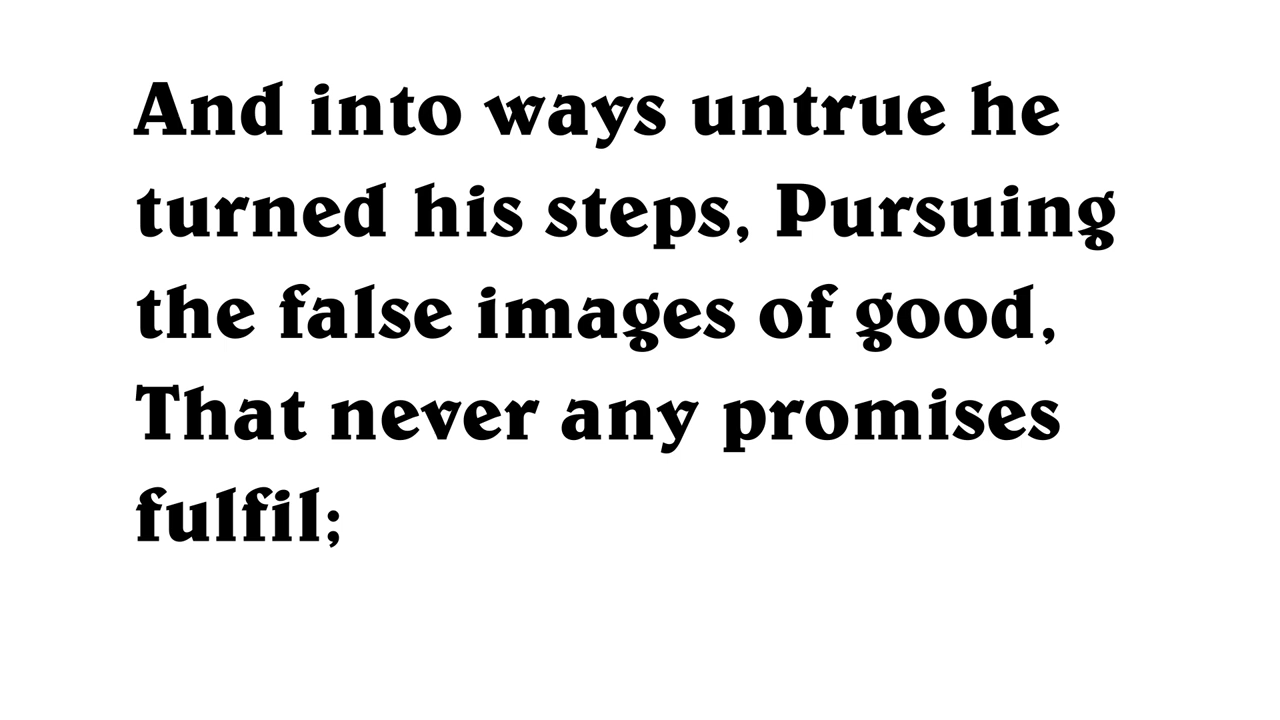 And into ways untrue he
turned his steps, Pursuing
the false images of good,
That never any promises
fulfil;